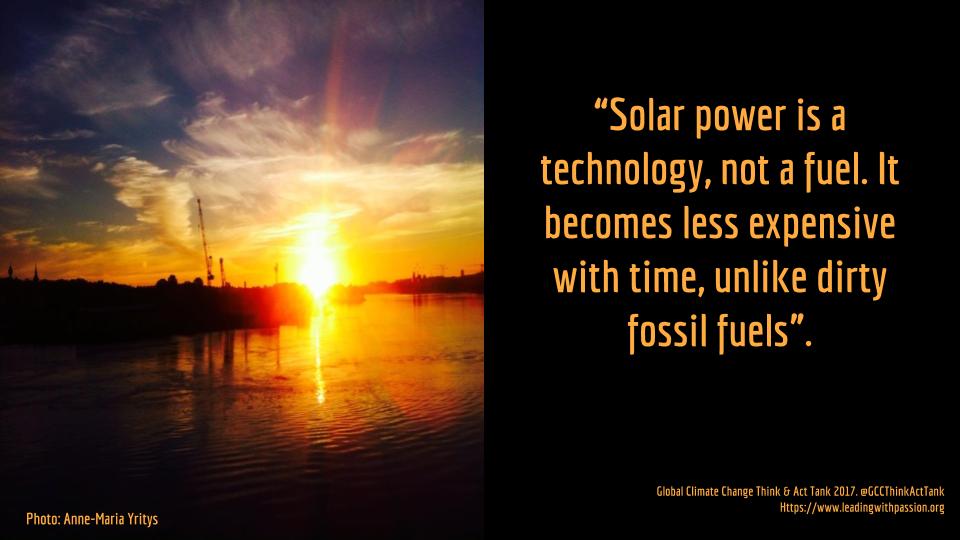 “Solar power is a
technology, not a fuel. It
becomes less expensive
with time, unlike dirty
fossil fuels”.
Global Climate Change Think & Act Tank 2017. @GCCThinkActTank
Https://www.leadingwithpassion.org
Photo: Anne-Maria Yritys